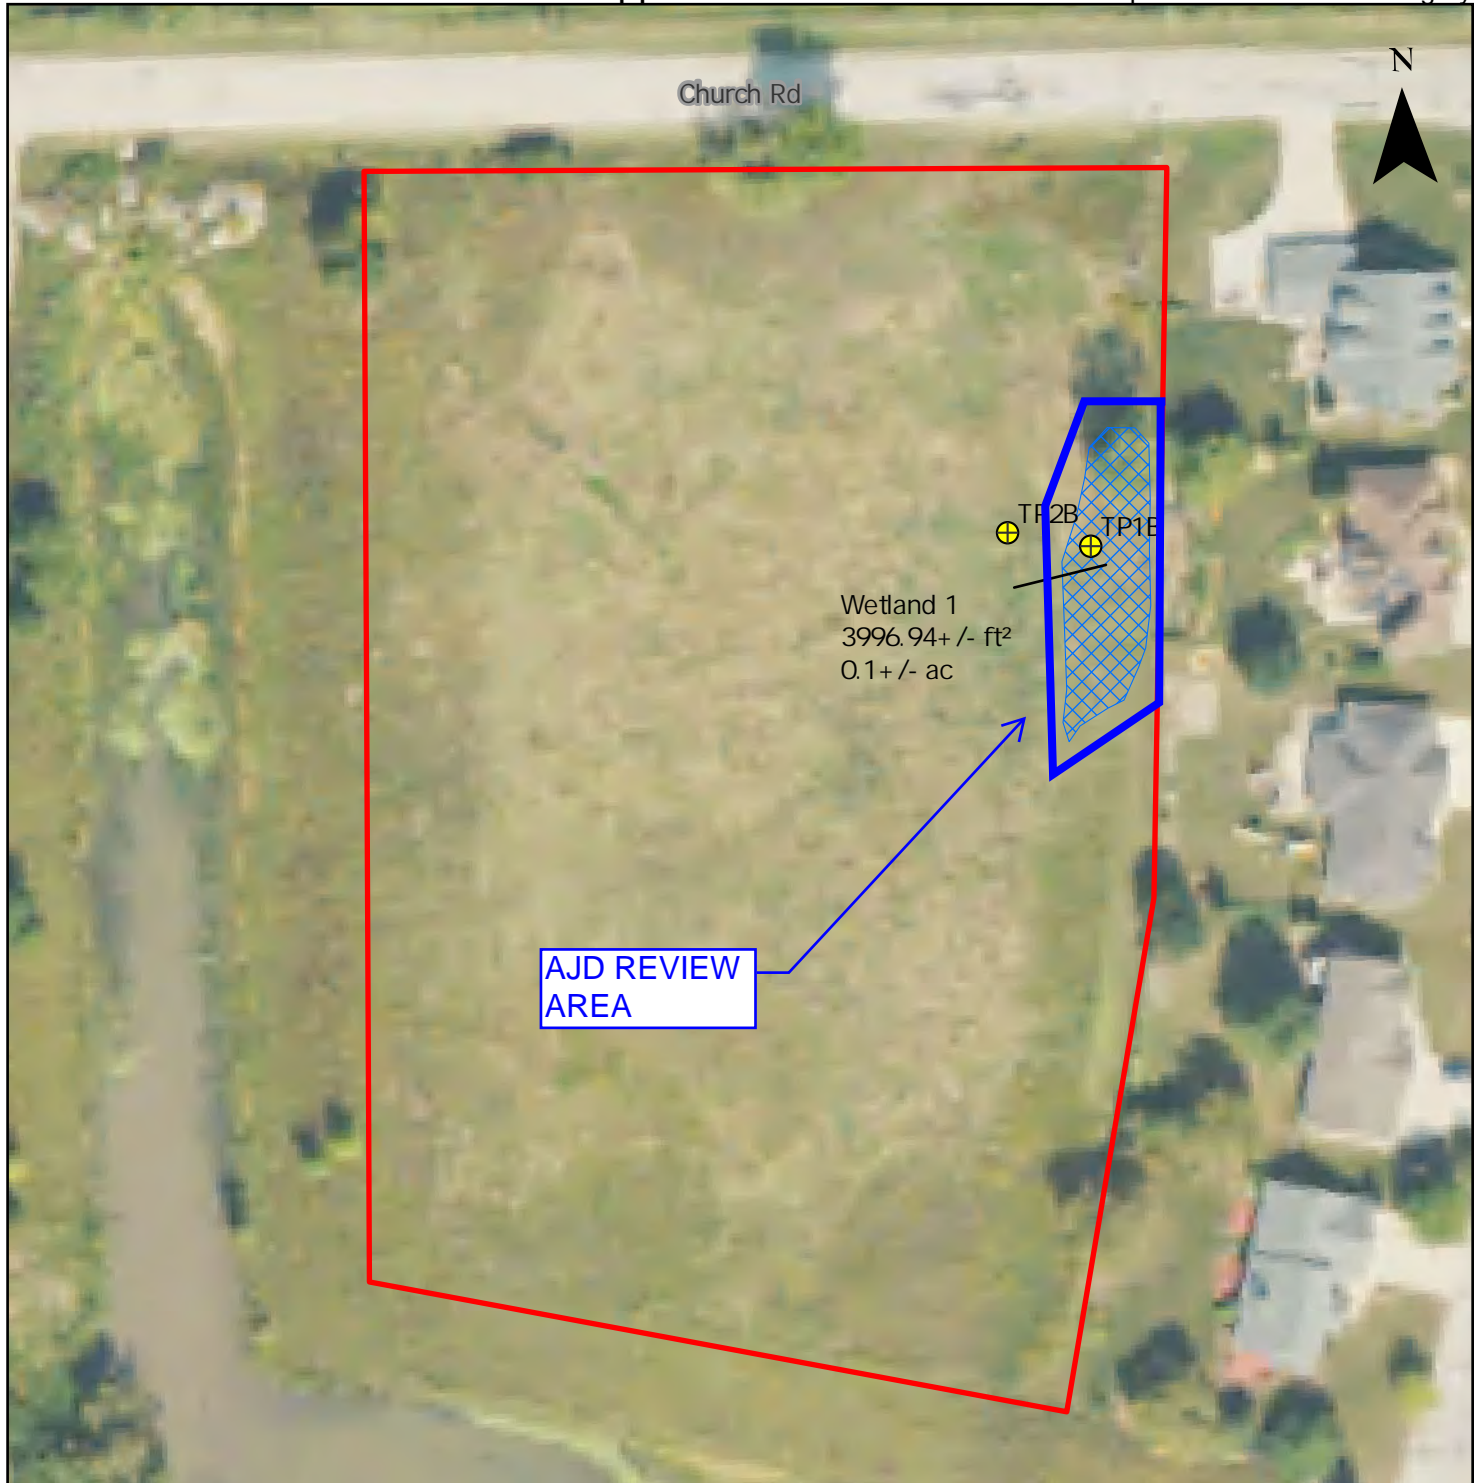 Church Rd
N
TP2B
TP1B
Wetland 1
3996.94+/- ft²
0.1+/- ac
AJD REVIEW
AREA